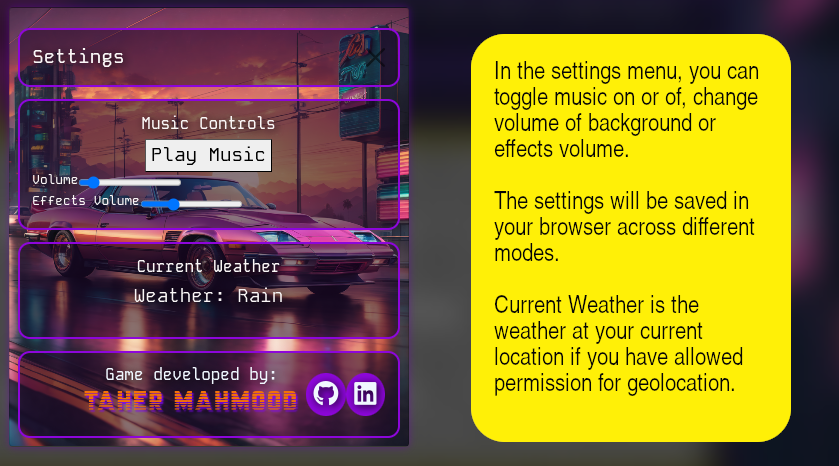 Settings
Music Controls
Play Music
Volume
Effects Volume
Current Weather
Weather: Rain
Game developed by:
TAHER MAHMOOD
in
In the settings menu, you can
toggle music on or of, change
volume of background or
effects volume.
The settings will be saved in
your browser across different
modes.
Current Weather is the
weather at your current
location if you have allowed
permission for geolocation.